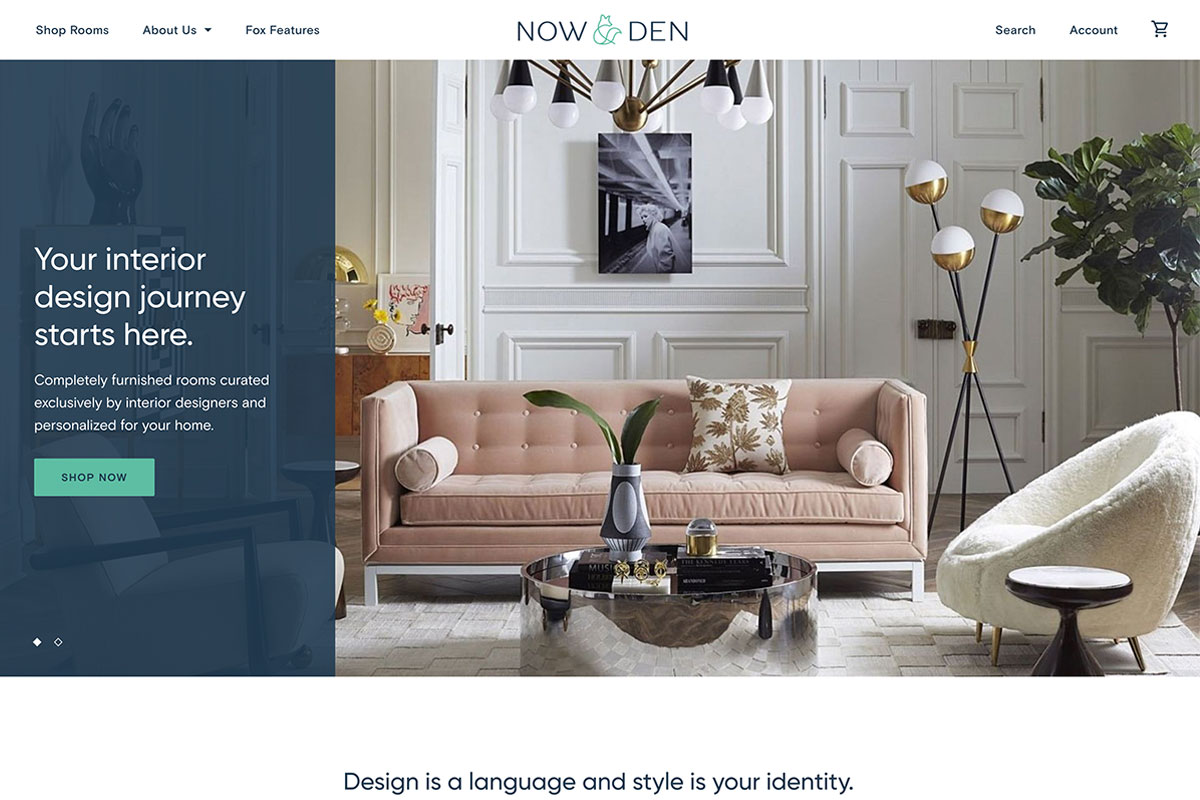 Shop Rooms
About Us
Fox Features
NOW & DEN
Search
Account
Your interior
design journey
starts here.
Completely furnished rooms curated
exclusively by interior designers and
personalized for your home.
SHOP NOW
MUSIC
Design is a language and style is your identity.